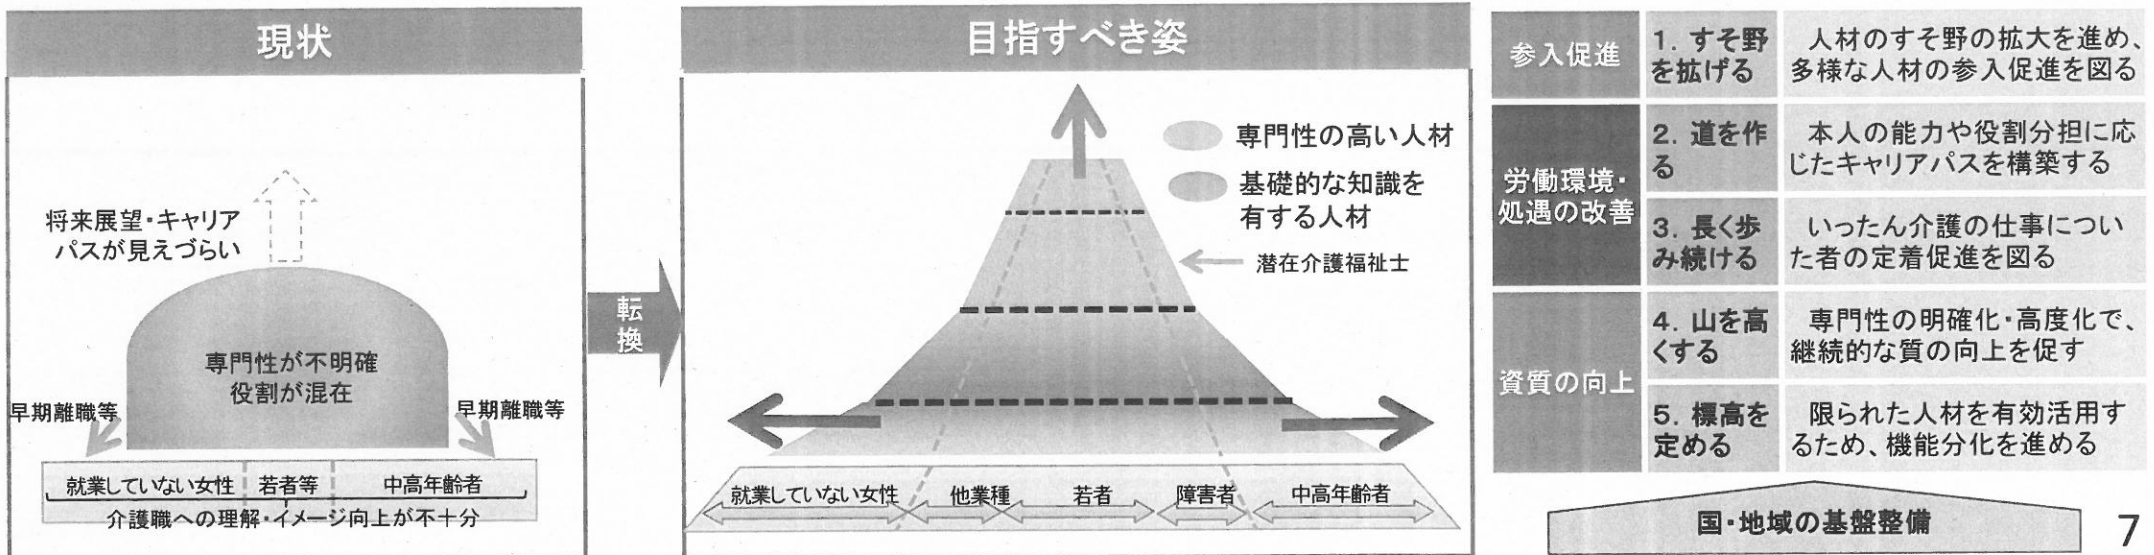 現状
将来展望・キャリア
パスが見えづらい
専門性が不明確
役割が混在
早期離職等
早期離職等
就業していない女性
若者等
中高年齢者
介護職への理解・イメージ向上が不十分
転換
目指すべき姿
専門性の高い人材
基礎的な知識を
有する人材
潜在介護福祉士
就業していない女性
他業種
若者
障害者
中高年齢者
参入促進
1. すそ野
を拡げる
人材のすそ野の拡大を進め、
多様な人材の参入促進を図る
労働環境・
処遇の改善
2. 道を作
る
本人の能力や役割分担に応
じたキャリアパスを構築する
3. 長く歩
み続ける
いったん介護の仕事につい
た者の定着促進を図る
資質の向上
4. 山を高
くする
専門性の明確化・高度化で、
継続的な質の向上を促す
5. 標高を
定める
限られた人材を有効活用す
るため、機能分化を進める
国・地域の基盤整備
7